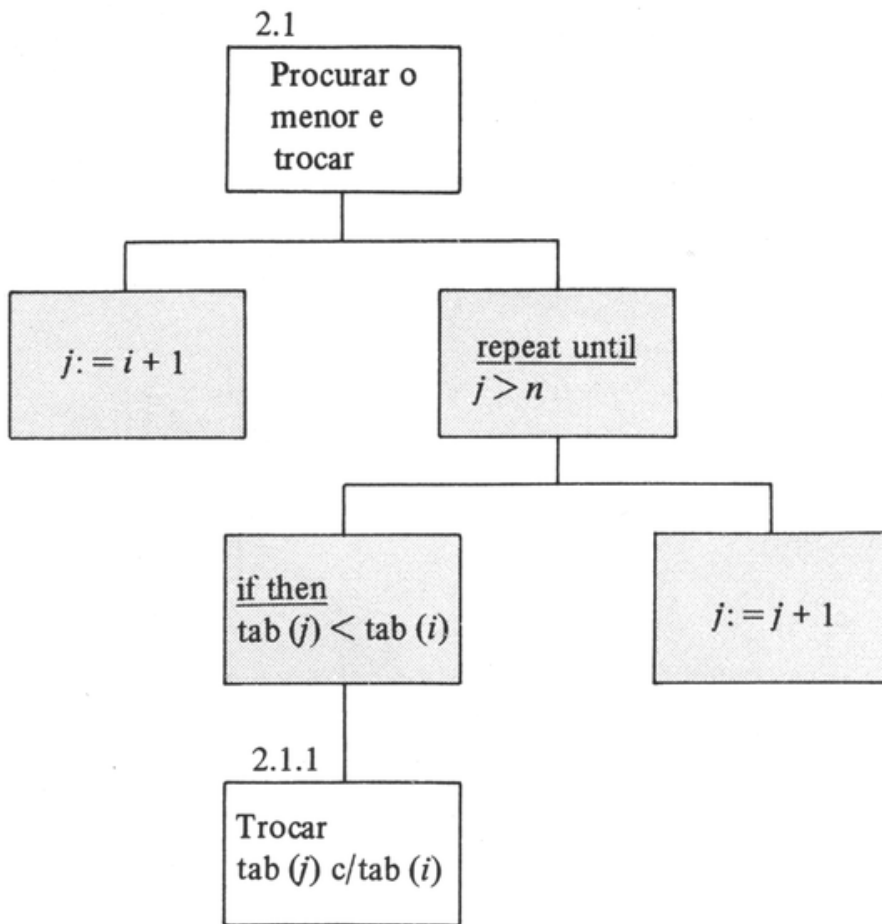 2.1
Procurar o
menor e
trocar
j: = i + 1
repeat until
j > n
if then
tab (j) < tab (i)
j: = j + 1
2.1.1
Trocar
tab (j) c/tab (i)